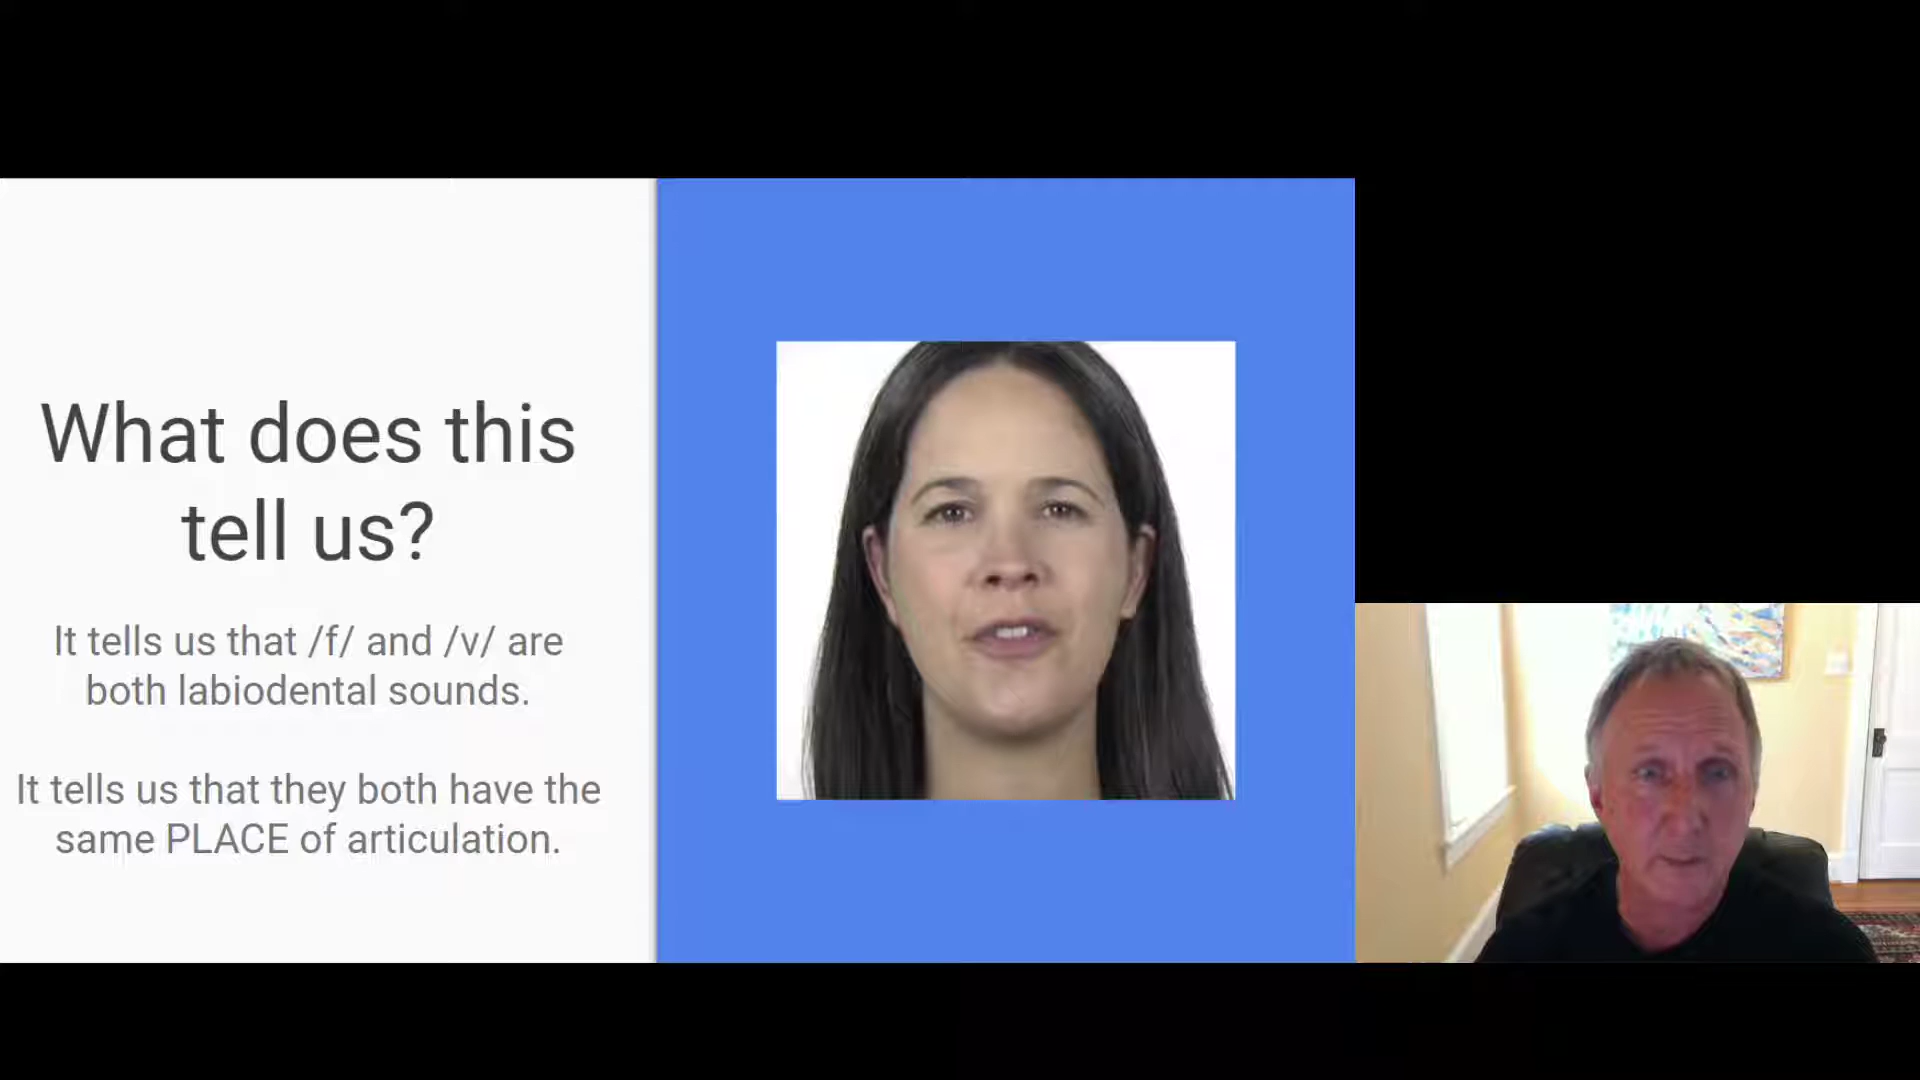 What does this
tell us?
It tells us that /f/ and /v/ are
both labiodental sounds.
It tells us that they both have the
same PLACE of articulation.